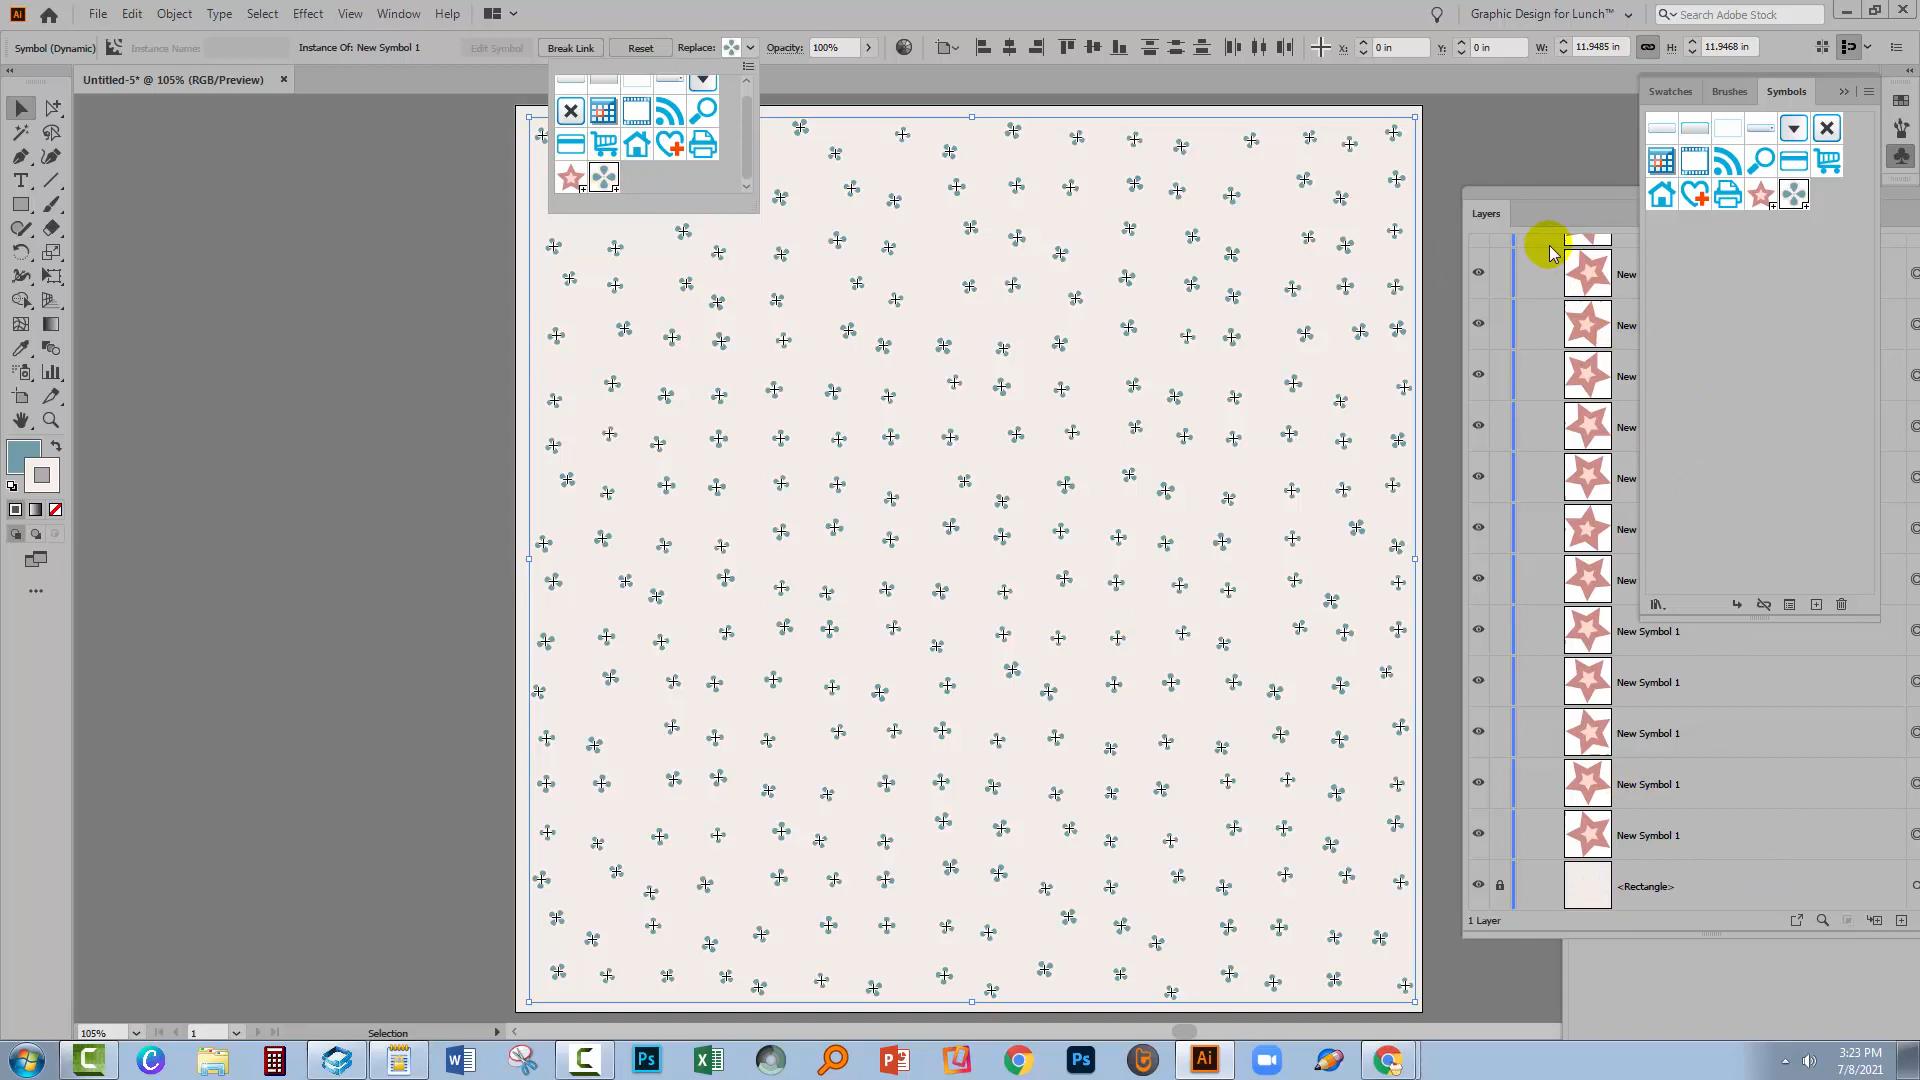 Ai File Edit Object Type Select Effect View Window Help Graphic Design for Lunch™ Search Adobe Stock
Symbol (Dynamic) Instance Name: Instance Of: New Symbol 1 Edit Symbol Break Link Reset Replace: Opacity: 100% X: 0 in Y: 0 in W: 11.9485 in H: 11.9468 in
Untitled-5* @ 105% (RGB/Preview)
Swatches Brushes Symbols
Layers
New
New
New
New
New
New
New
New Symbol 1
New Symbol 1
New Symbol 1
New Symbol 1
New Symbol 1
<Rectangle>
1 Layer
105% 1 Selection
3:23 PM
7/8/2021